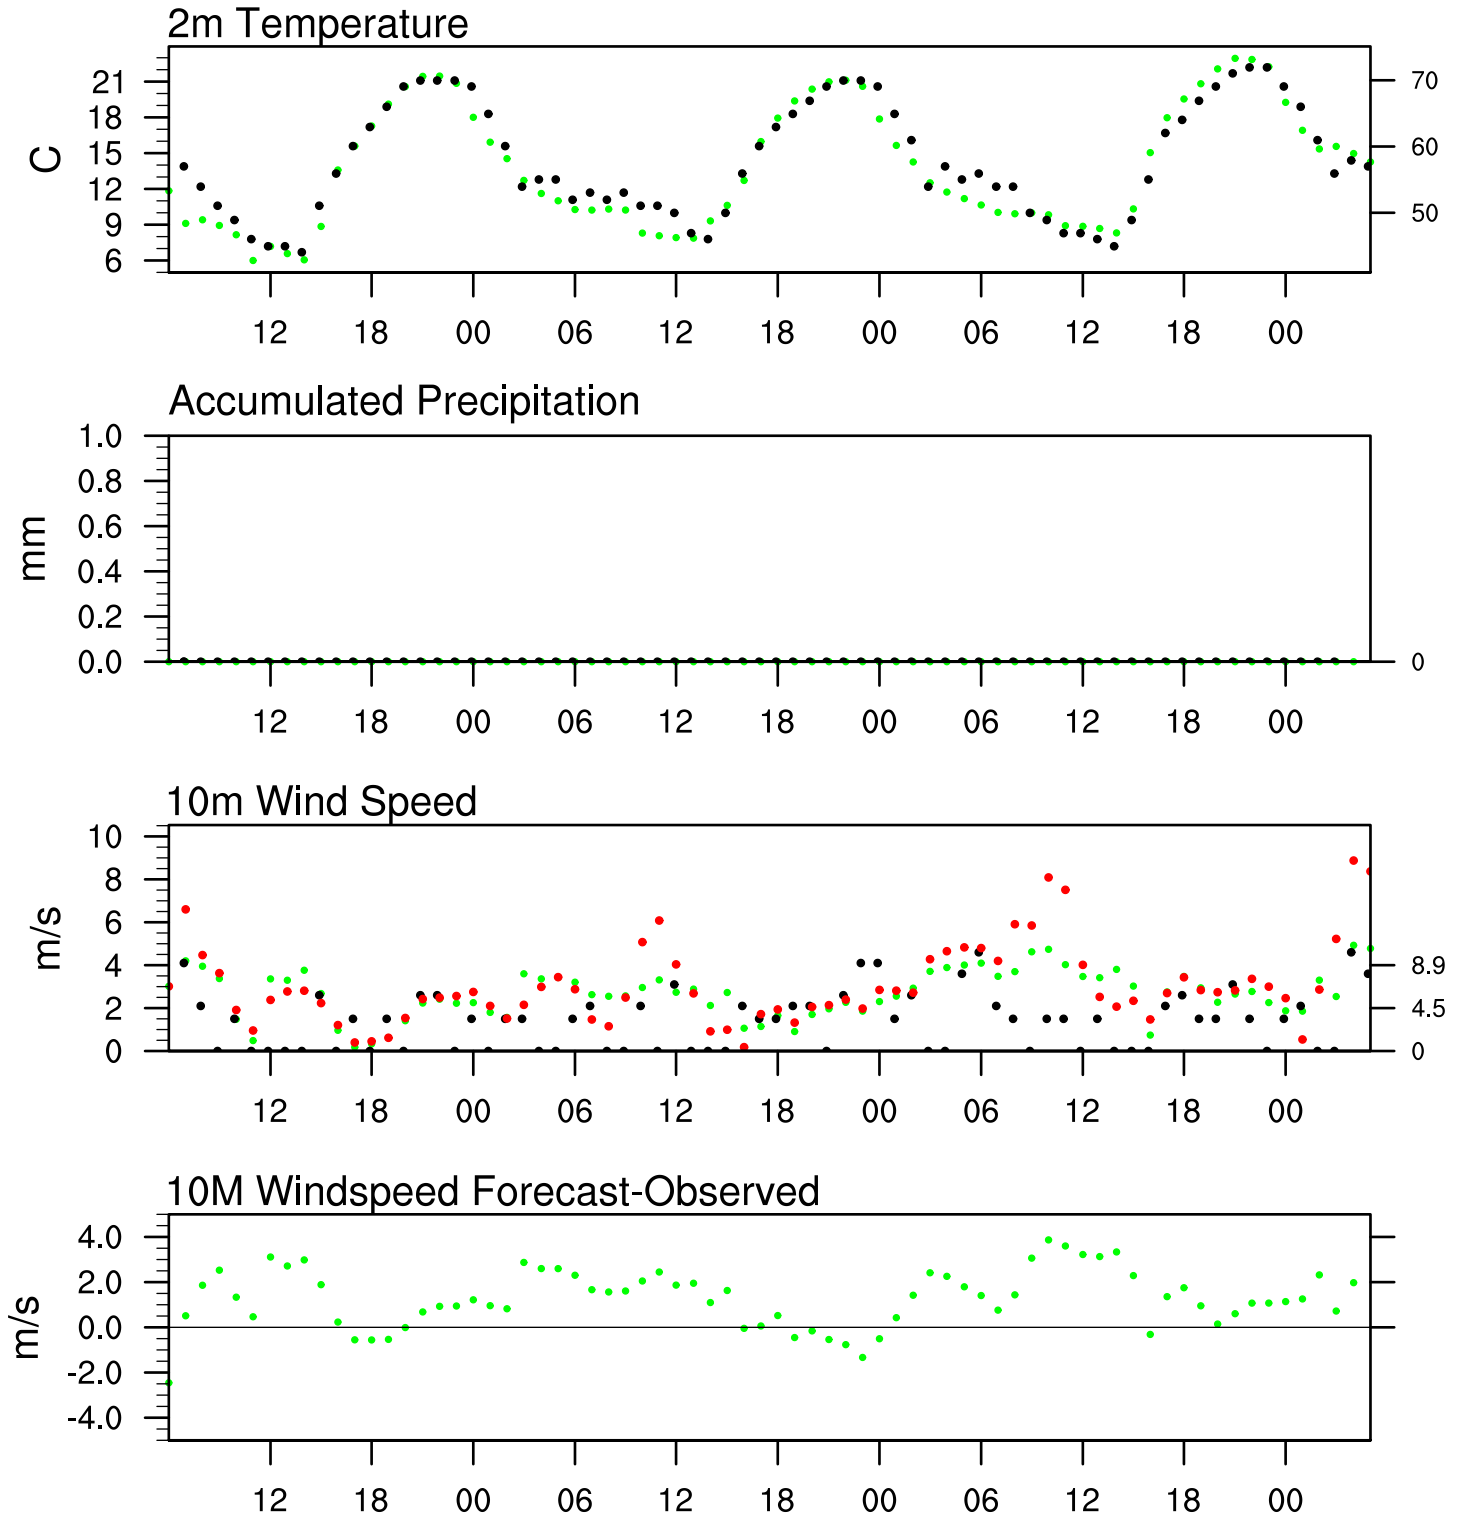 2m Temperature
21
18
15
12
9
6
C
70
60
50
12 18 00 06 12 18 00 06 12 18 00
Accumulated Precipitation
1.0
0.8
0.6
0.4
0.2
0.0
mm
0
12 18 00 06 12 18 00 06 12 18 00
10m Wind Speed
10
8
6
4
2
0
m/s
8.9
4.5
0
12 18 00 06 12 18 00 06 12 18 00
10M Windspeed Forecast-Observed
4.0
2.0
0.0
-2.0
-4.0
m/s
12 18 00 06 12 18 00 06 12 18 00